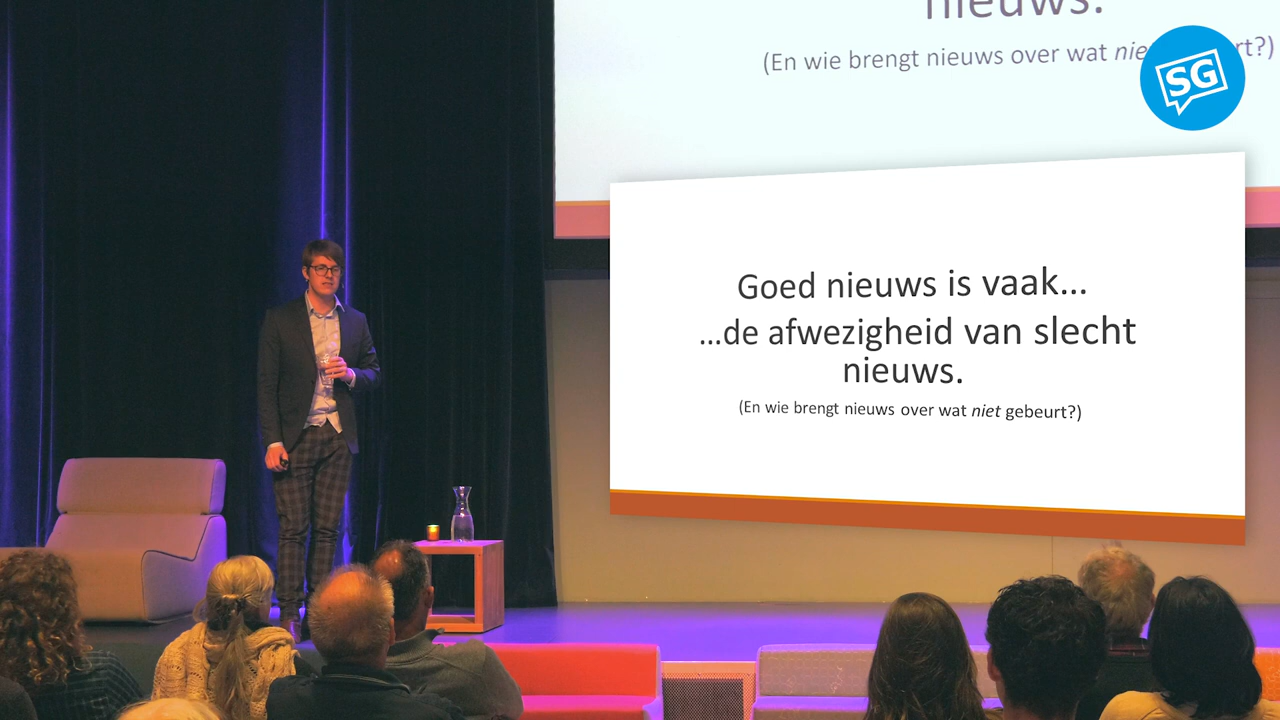 nieuws.
(En wie brengt nieuws over wat nie rt?)
SG
Goed nieuws is vaak...
...de afwezigheid van slecht
nieuws.
(En wie brengt nieuws over wat niet gebeurt?)